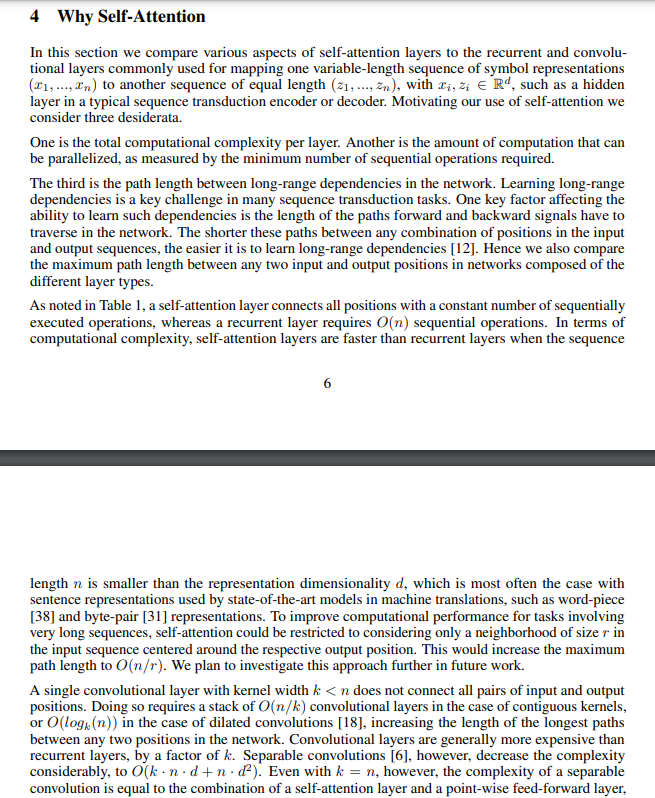 4 Why Self-Attention
In this section we compare various aspects of self-attention layers to the recurrent and convolu-
tional layers commonly used for mapping one variable-length sequence of symbol representations
(x₁, ..., xₙ) to another sequence of equal length (z₁, ..., zₙ), with xᵢ, zᵢ ∈ ℝᵈ, such as a hidden
layer in a typical sequence transduction encoder or decoder. Motivating our use of self-attention we
consider three desiderata.
One is the total computational complexity per layer. Another is the amount of computation that can
be parallelized, as measured by the minimum number of sequential operations required.
The third is the path length between long-range dependencies in the network. Learning long-range
dependencies is a key challenge in many sequence transduction tasks. One key factor affecting the
ability to learn such dependencies is the length of the paths forward and backward signals have to
traverse in the network. The shorter these paths between any combination of positions in the input
and output sequences, the easier it is to learn long-range dependencies [12]. Hence we also compare
the maximum path length between any two input and output positions in networks composed of the
different layer types.
As noted in Table 1, a self-attention layer connects all positions with a constant number of sequentially
executed operations, whereas a recurrent layer requires O(n) sequential operations. In terms of
computational complexity, self-attention layers are faster than recurrent layers when the sequence
6
length n is smaller than the representation dimensionality d, which is most often the case with
sentence representations used by state-of-the-art models in machine translations, such as word-piece
[38] and byte-pair [31] representations. To improve computational performance for tasks involving
very long sequences, self-attention could be restricted to considering only a neighborhood of size r in
the input sequence centered around the respective output position. This would increase the maximum
path length to O(n/r). We plan to investigate this approach further in future work.
A single convolutional layer with kernel width k < n does not connect all pairs of input and output
positions. Doing so requires a stack of O(n/k) convolutional layers in the case of contiguous kernels,
or O(logₖ(n)) in the case of dilated convolutions [18], increasing the length of the longest paths
between any two positions in the network. Convolutional layers are generally more expensive than
recurrent layers, by a factor of k. Separable convolutions [6], however, decrease the complexity
considerably, to O(k · n · d + n · d²). Even with k = n, however, the complexity of a separable
convolution is equal to the combination of a self-attention layer and a point-wise feed-forward layer,